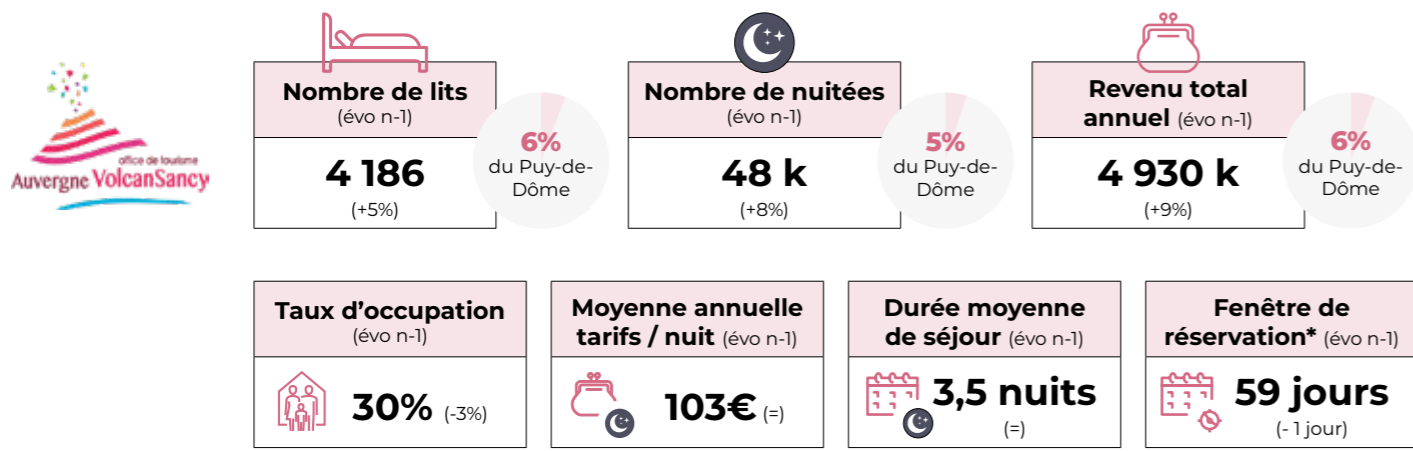 office de tourisme
Auvergne VolcanSancy
Nombre de lits
(évo n-1)
4 186
(+5%)
6%
du Puy-de-
Dôme
Nombre de nuitées
(évo n-1)
48 k
(+8%)
5%
du Puy-de-
Dôme
Revenu total
annuel (évo n-1)
4 930 k
(+9%)
6%
du Puy-de-
Dôme
Taux d’occupation
(évo n-1)
30% (-3%)
Moyenne annuelle
tarifs / nuit (évo n-1)
103€ (=)
Durée moyenne
de séjour (évo n-1)
3,5 nuits
(=)
Fenêtre de
réservation* (évo n-1)
59 jours
(- 1 jour)